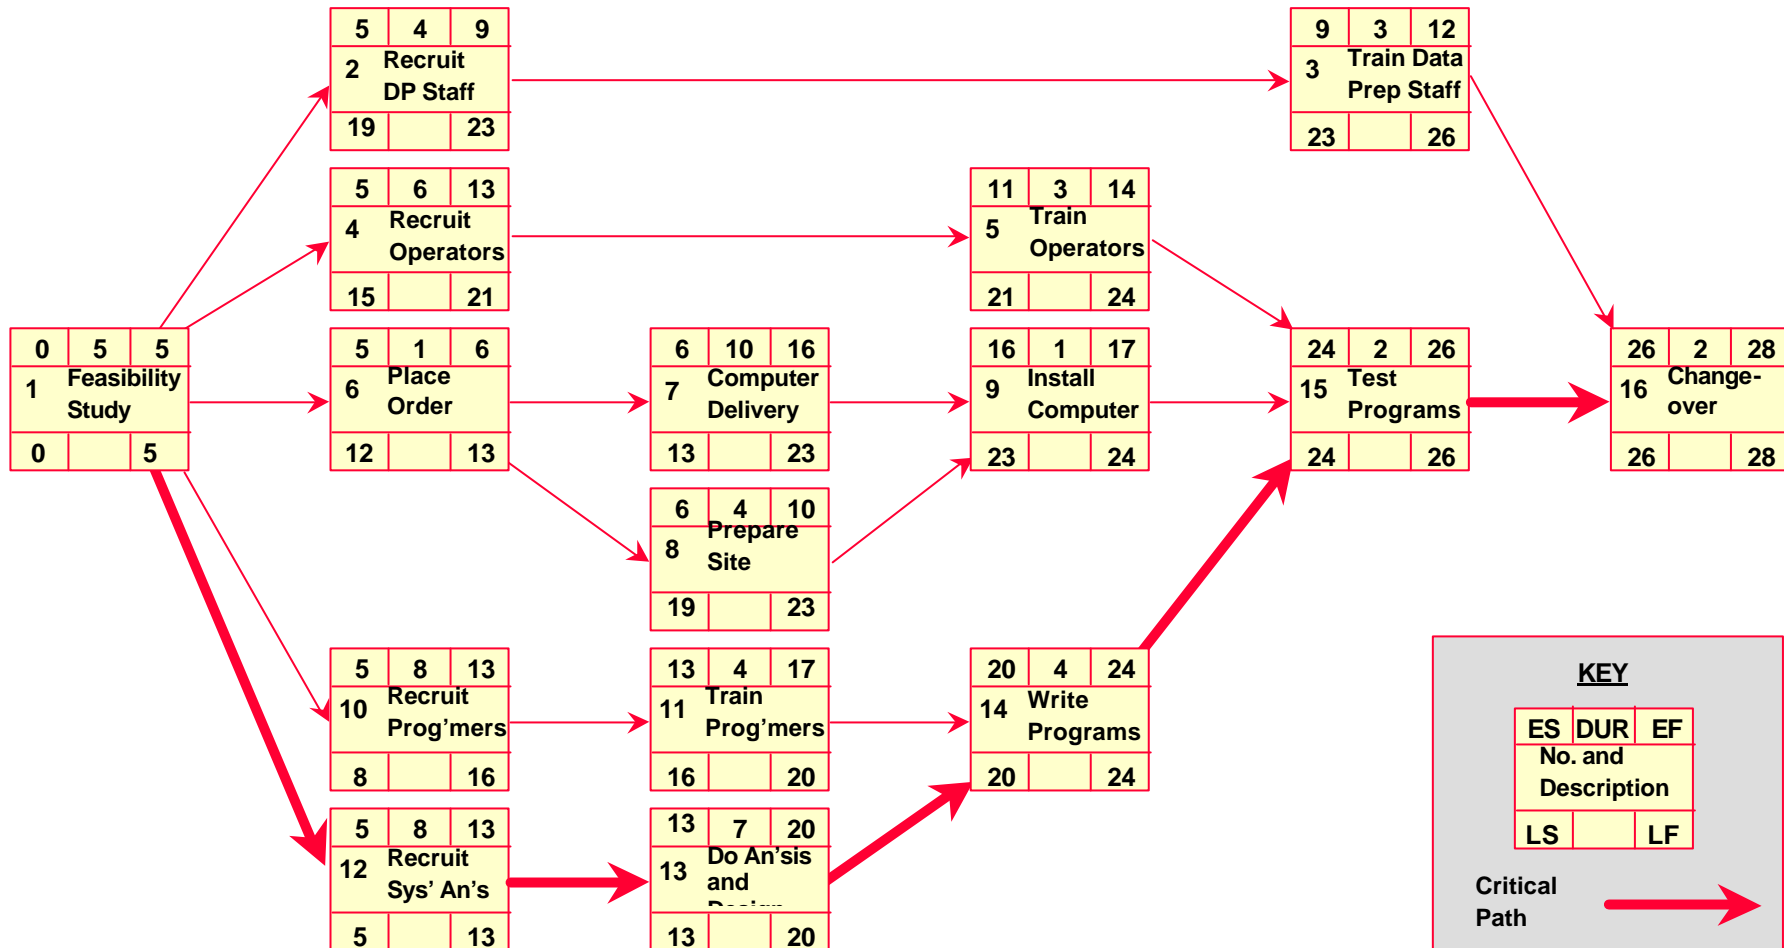 5 4 9
2 Recruit
DP Staff
19 23
9 3 12
3 Train Data
Prep Staff
23 26
5 6 13
4 Recruit
Operators
15 21
11 3 14
5 Train
Operators
21 24
0 5 5
1 Feasibility
Study
0 5
5 1 6
6 Place
Order
12 13
6 10 16
7 Computer
Delivery
13 23
16 1 17
9 Install
Computer
23 24
24 2 26
15 Test
Programs
24 26
26 2 28
16 Change-
over
26 28
6 4 10
8 Prepare
Site
19 23
5 8 13
10 Recruit
Prog’mers
8 16
13 4 17
11 Train
Prog’mers
16 20
20 4 24
14 Write
Programs
20 24
5 8 13
12 Recruit
Sys’ An’s
5 13
13 7 20
13 Do An’sis
and
Design
13 20
KEY
ES DUR EF
No. and
Description
LS LF
Critical
Path